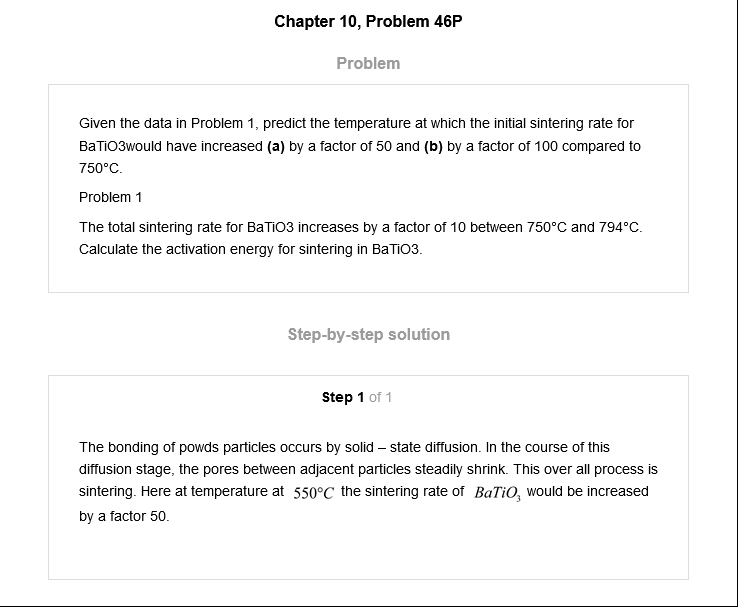 Chapter 10, Problem 46P
Problem
Given the data in Problem 1, predict the temperature at which the initial sintering rate for
BaTiO3would have increased (a) by a factor of 50 and (b) by a factor of 100 compared to
750°C.
Problem 1
The total sintering rate for BaTiO3 increases by a factor of 10 between 750°C and 794°C.
Calculate the activation energy for sintering in BaTiO3.
Step-by-step solution
Step 1 of 1
The bonding of powds particles occurs by solid – state diffusion. In the course of this
diffusion stage, the pores between adjacent particles steadily shrink. This over all process is
sintering. Here at temperature at 550°C the sintering rate of BaTiO₃ would be increased
by a factor 50.